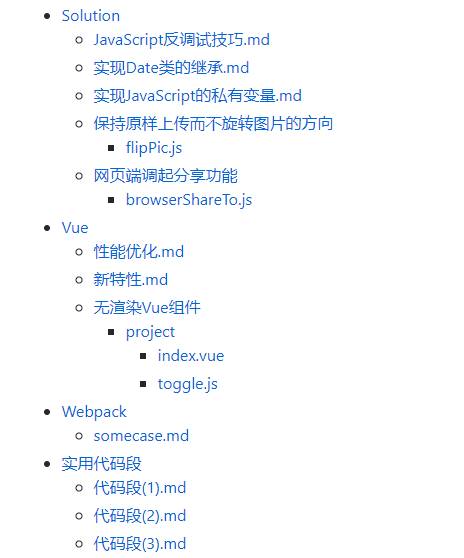 Solution
JavaScript反调试技巧.md
实现Date类的继承.md
实现JavaScript的私有变量.md
保持原样上传而不旋转图片的方向
flipPic.js
网页端调起分享功能
browserShareTo.js
Vue
性能优化.md
新特性.md
无渲染Vue组件
project
index.vue
toggle.js
Webpack
somecase.md
实用代码段
代码段(1).md
代码段(2).md
代码段(3).md